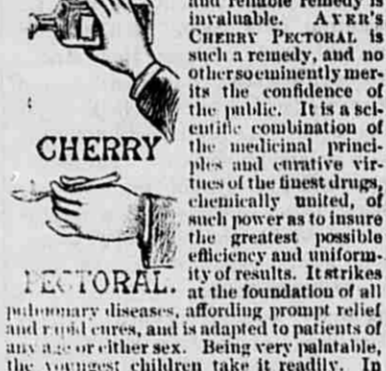 and reliable remedy is
invaluable. AYER'S
CHERRY PECTORAL is
such a remedy, and no
other so eminently mer-
its the confidence of
the public. It is a sci-
entific combination of
the medicinal princi-
ples and curative vir-
tues of the finest drugs,
chemically united, of
such power as to insure
the greatest possible
efficiency and uniform-
ity of results. It strikes
at the foundation of all
pulmonary diseases, affording prompt relief
and rapid cures, and is adapted to patients of
any age or either sex. Being very palatable,
the youngest children take it readily. In
CHERRY
PECTORAL.